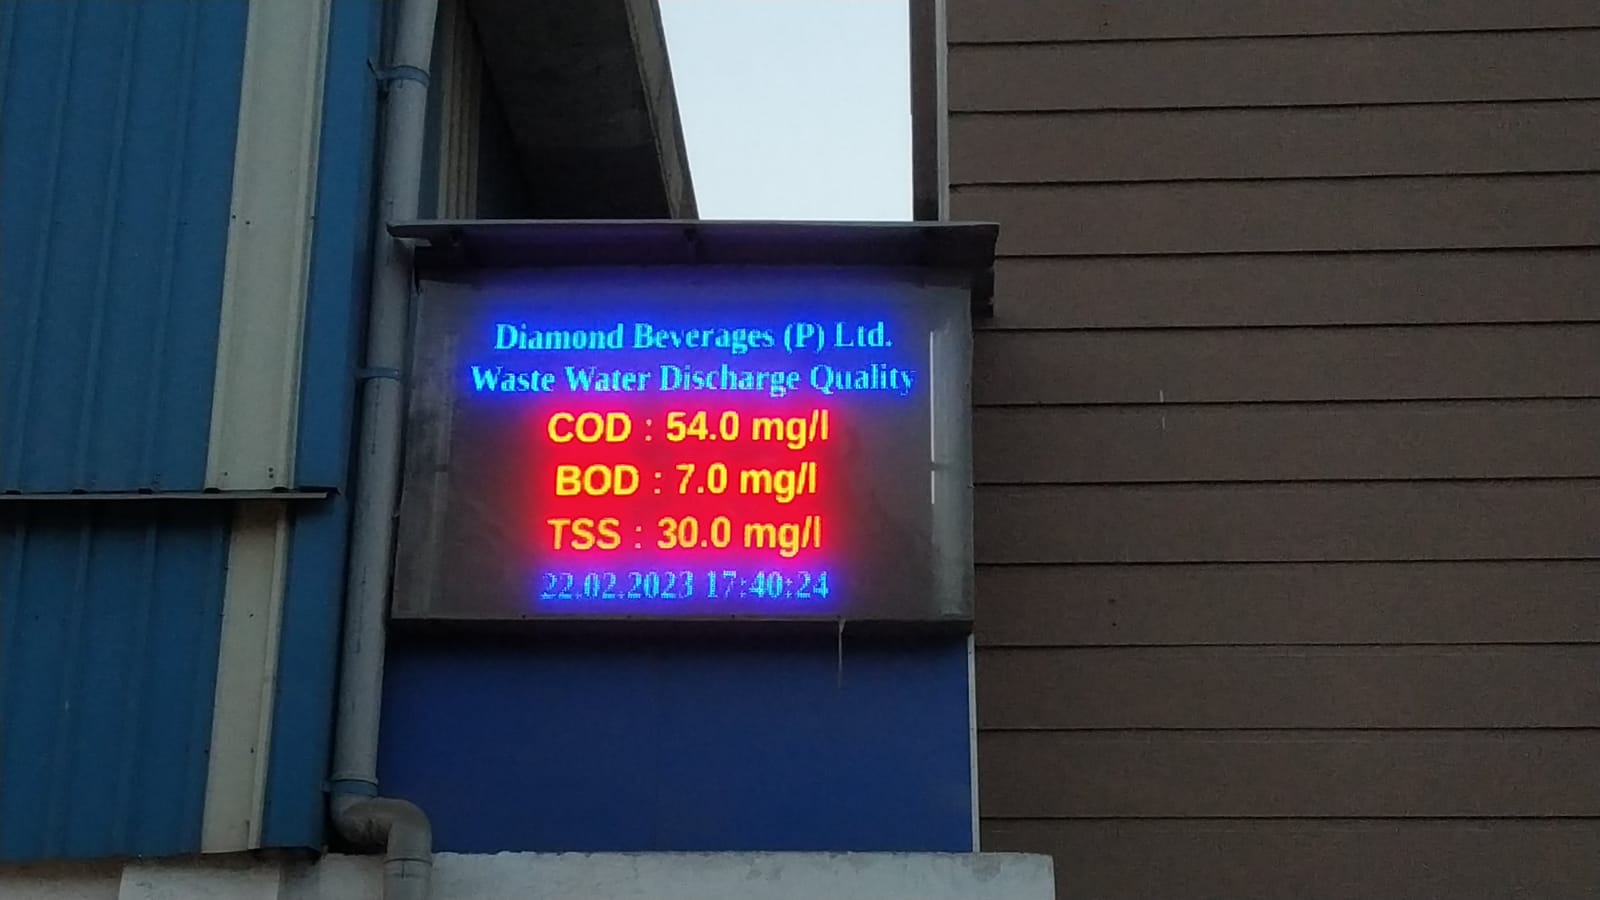 Diamond Beverages (P) Ltd.
Waste Water Discharge Quality
COD : 54.0 mg/l
BOD : 7.0 mg/l
TSS : 30.0 mg/l
22.02.2023 17:40:24